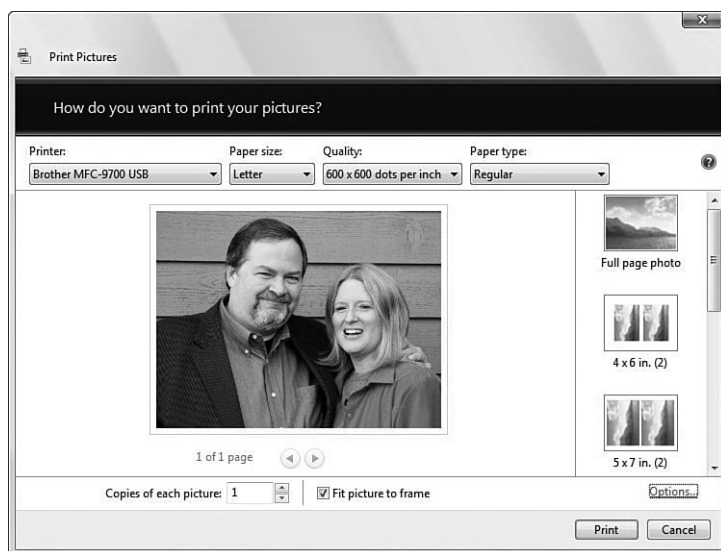 x
Print Pictures
How do you want to print your pictures?
Printer: Paper size: Quality: Paper type:
Brother MFC-9700 USB Letter 600 x 600 dots per inch Regular ?
Full page photo
4 x 6 in. (2)
1 of 1 page
5 x 7 in. (2)
Copies of each picture: 1 Fit picture to frame Options...
Print Cancel